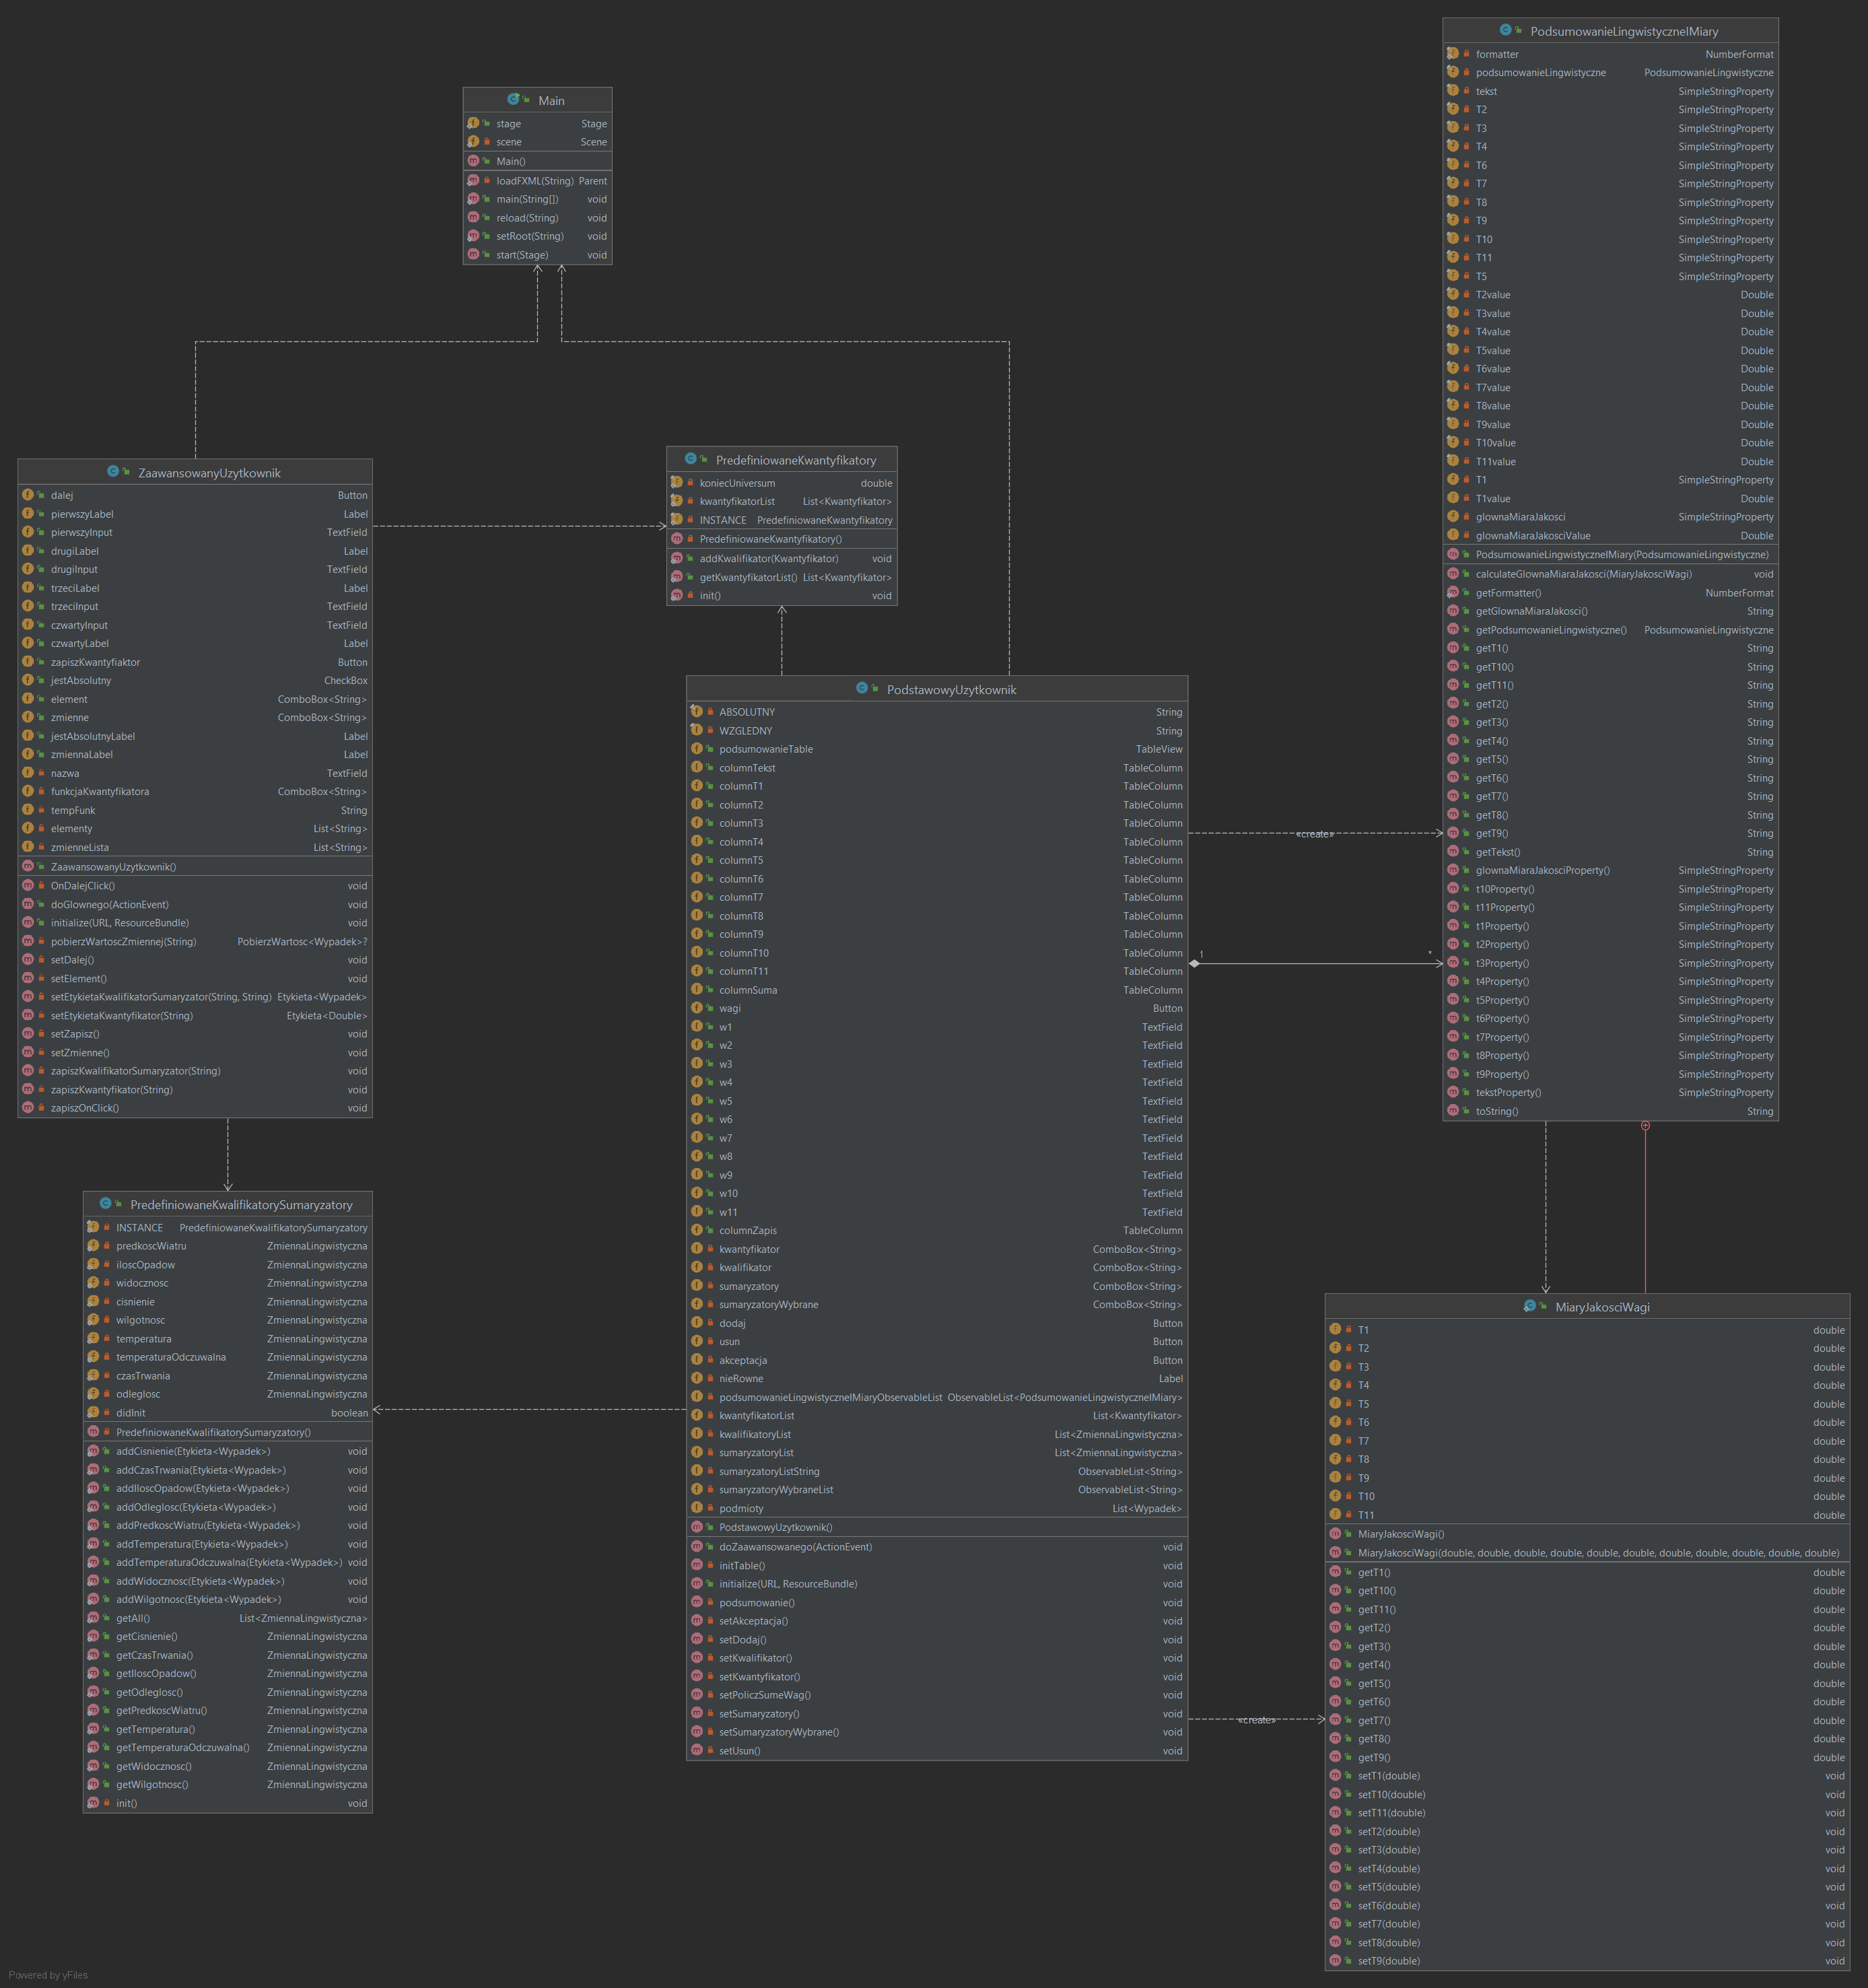 Main
stage Stage
scene Scene
Main()
loadFXML(String) Parent
main(String[]) void
reload(String) void
setRoot(String) void
start(Stage) void
ZaawansowanyUzytkownik
dalej Button
pierwszyLabel Label
pierwszyInput TextField
drugiLabel Label
drugiInput TextField
trzeciLabel Label
trzeciInput TextField
czwartyInput TextField
czwartyLabel Label
zapiszKwantyfiaktor Button
jestAbsolutny CheckBox
element ComboBox<String>
zmienne ComboBox<String>
jestAbsolutnyLabel Label
zmiennaLabel Label
nazwa TextField
funkcjaKwantyfikatora ComboBox<String>
tempFunk String
elementy List<String>
zmienneLista List<String>
ZaawansowanyUzytkownik()
OnDalejClick() void
doGlownego(ActionEvent) void
initialize(URL, ResourceBundle) void
pobierzWartoscZmiennej(String) PobierzWartosc<Wypadek>?
setDalej() void
setElement() void
setEtykietaKwalifikatorSumaryzator(String, String) Etykieta<Wypadek>
setEtykietaKwantyfikator(String) Etykieta<Double>
setZapisz() void
setZmienne() void
zapiszKwalifikatorSumaryzator(String) void
zapiszKwantyfikator(String) void
zapiszOnClick() void
PredefiniowaneKwantyfikatory
koniecUniversum double
kwantyfikatorList List<Kwantyfikator>
INSTANCE PredefiniowaneKwantyfikatory
PredefiniowaneKwantyfikatory()
addKwalifikator(Kwantyfikator) void
getKwantyfikatorList() List<Kwantyfikator>
init() void
PredefiniowaneKwalifikatorySumaryzatory
INSTANCE PredefiniowaneKwalifikatorySumaryzatory
predkoscWiatru ZmiennaLingwistyczna
iloscOpadow ZmiennaLingwistyczna
widocznosc ZmiennaLingwistyczna
cisnienie ZmiennaLingwistyczna
wilgotnosc ZmiennaLingwistyczna
temperatura ZmiennaLingwistyczna
temperaturaOdczuwalna ZmiennaLingwistyczna
czasTrwania ZmiennaLingwistyczna
odleglosc ZmiennaLingwistyczna
didInit boolean
PredefiniowaneKwalifikatorySumaryzatory()
addCisnienie(Etykieta<Wypadek>) void
addCzasTrwania(Etykieta<Wypadek>) void
addIloscOpadow(Etykieta<Wypadek>) void
addOdleglosc(Etykieta<Wypadek>) void
addPredkoscWiatru(Etykieta<Wypadek>) void
addTemperatura(Etykieta<Wypadek>) void
addTemperaturaOdczuwalna(Etykieta<Wypadek>) void
addWidocznosc(Etykieta<Wypadek>) void
addWilgotnosc(Etykieta<Wypadek>) void
getAll() List<ZmiennaLingwistyczna>
getCisnienie() ZmiennaLingwistyczna
getCzasTrwania() ZmiennaLingwistyczna
getIloscOpadow() ZmiennaLingwistyczna
getOdleglosc() ZmiennaLingwistyczna
getPredkoscWiatru() ZmiennaLingwistyczna
getTemperatura() ZmiennaLingwistyczna
getTemperaturaOdczuwalna() ZmiennaLingwistyczna
getWidocznosc() ZmiennaLingwistyczna
getWilgotnosc() ZmiennaLingwistyczna
init() void
PodstawowyUzytkownik
ABSOLUTNY String
WZGLEDNY String
podsumowanieTable TableView
columnTekst TableColumn
columnT1 TableColumn
columnT2 TableColumn
columnT3 TableColumn
columnT4 TableColumn
columnT5 TableColumn
columnT6 TableColumn
columnT7 TableColumn
columnT8 TableColumn
columnT9 TableColumn
columnT10 TableColumn
columnT11 TableColumn
columnSuma TableColumn
wagi Button
w1 TextField
w2 TextField
w3 TextField
w4 TextField
w5 TextField
w6 TextField
w7 TextField
w8 TextField
w9 TextField
w10 TextField
w11 TextField
columnZapis TableColumn
kwantyfikator ComboBox<String>
kwalifikator ComboBox<String>
sumaryzatory ComboBox<String>
sumaryzatoryWybrane ComboBox<String>
dodaj Button
usun Button
akceptacja Button
nieRowne Label
podsumowanieLingwistyczneIMiaryObservableList ObservableList<PodsumowanieLingwistyczneIMiary>
kwantyfikatorList List<Kwantyfikator>
kwalifikatoryList List<ZmiennaLingwistyczna>
sumaryzatoryList List<ZmiennaLingwistyczna>
sumaryzatoryListString ObservableList<String>
sumaryzatoryWybraneList ObservableList<String>
podmioty List<Wypadek>
PodstawowyUzytkownik()
doZaawansowanego(ActionEvent) void
initTable() void
initialize(URL, ResourceBundle) void
podsumowanie() void
setAkceptacja() void
setDodaj() void
setKwalifikator() void
setKwantyfikator() void
setPoliczSumeWag() void
setSumaryzatory() void
setSumaryzatoryWybrane() void
setUsun() void
«create»
1 *
«create»
PodsumowanieLingwistyczneIMiary
formatter NumberFormat
podsumowanieLingwistyczne PodsumowanieLingwistyczne
tekst SimpleStringProperty
T2 SimpleStringProperty
T3 SimpleStringProperty
T4 SimpleStringProperty
T6 SimpleStringProperty
T7 SimpleStringProperty
T8 SimpleStringProperty
T9 SimpleStringProperty
T10 SimpleStringProperty
T11 SimpleStringProperty
T5 SimpleStringProperty
T2value Double
T3value Double
T4value Double
T5value Double
T6value Double
T7value Double
T8value Double
T9value Double
T10value Double
T11value Double
T1 SimpleStringProperty
T1value Double
glownaMiaraJakosci SimpleStringProperty
glownaMiaraJakosciValue Double
PodsumowanieLingwistyczneIMiary(PodsumowanieLingwistyczne)
calculateGlownaMiaraJakosci(MiaryJakosciWagi) void
getFormatter() NumberFormat
getGlownaMiaraJakosci() String
getPodsumowanieLingwistyczne() PodsumowanieLingwistyczne
getT1() String
getT10() String
getT11() String
getT2() String
getT3() String
getT4() String
getT5() String
getT6() String
getT7() String
getT8() String
getT9() String
getTekst() String
glownaMiaraJakosciProperty() SimpleStringProperty
t10Property() SimpleStringProperty
t11Property() SimpleStringProperty
t1Property() SimpleStringProperty
t2Property() SimpleStringProperty
t3Property() SimpleStringProperty
t4Property() SimpleStringProperty
t5Property() SimpleStringProperty
t6Property() SimpleStringProperty
t7Property() SimpleStringProperty
t8Property() SimpleStringProperty
t9Property() SimpleStringProperty
tekstProperty() SimpleStringProperty
toString() String
MiaryJakosciWagi
T1 double
T2 double
T3 double
T4 double
T5 double
T6 double
T7 double
T8 double
T9 double
T10 double
T11 double
MiaryJakosciWagi()
MiaryJakosciWagi(double, double, double, double, double, double, double, double, double, double, double)
getT1() double
getT10() double
getT11() double
getT2() double
getT3() double
getT4() double
getT5() double
getT6() double
getT7() double
getT8() double
getT9() double
setT1(double) void
setT10(double) void
setT11(double) void
setT2(double) void
setT3(double) void
setT4(double) void
setT5(double) void
setT6(double) void
setT7(double) void
setT8(double) void
setT9(double) void
Powered by yFiles